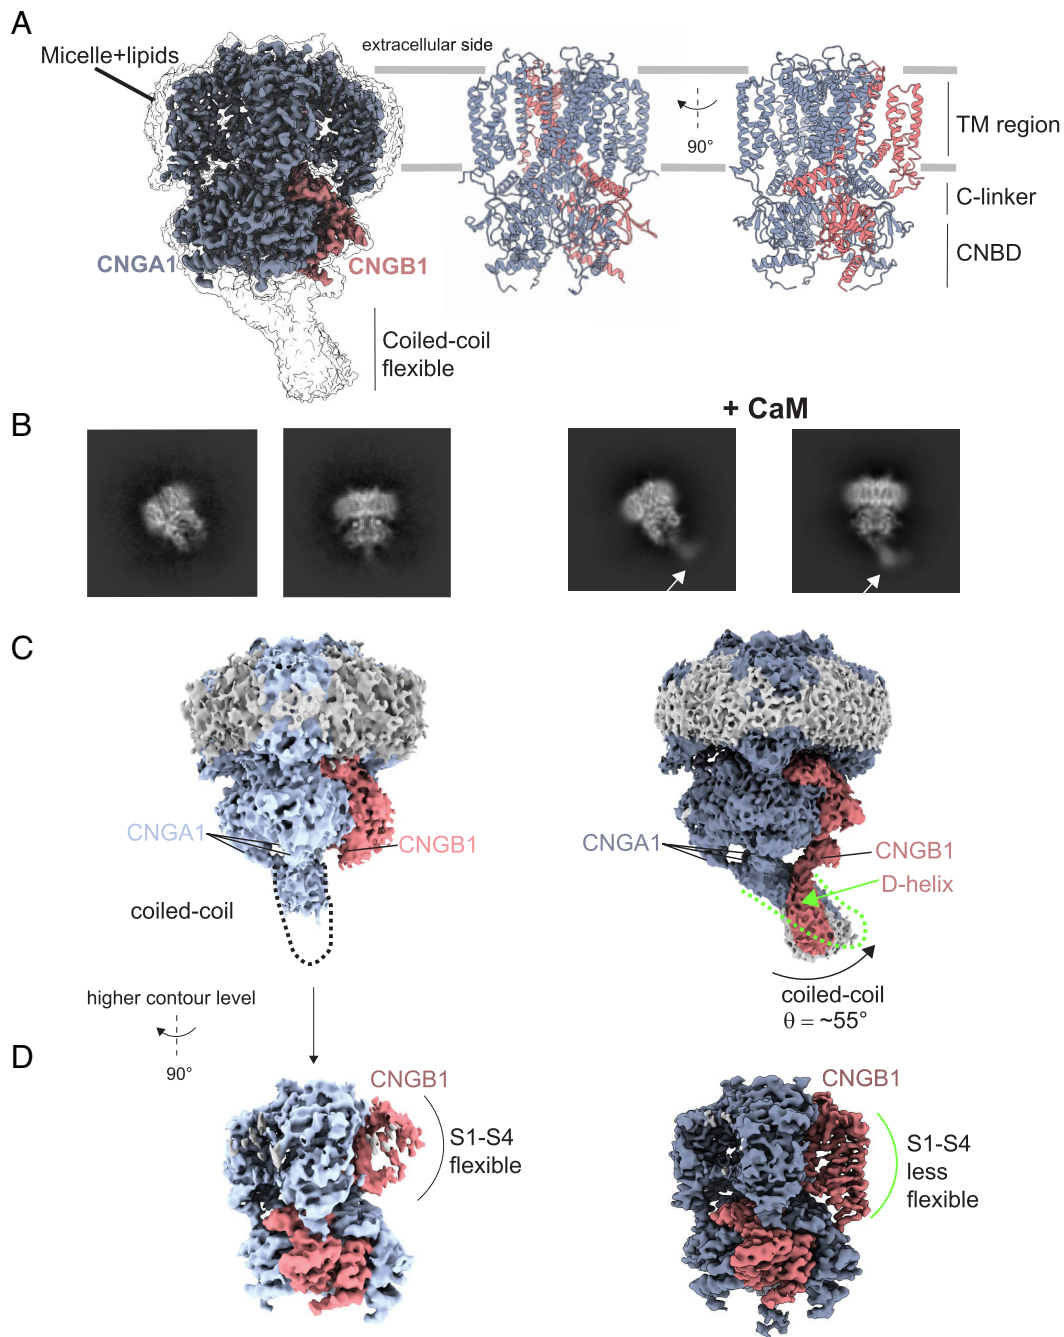 A
Micelle+lipids
extracellular side
90°
TM region
C-linker
CNBD
CNGA1
CNGB1
Coiled-coil
flexible
B
+ CaM
C
CNGA1
CNGB1
coiled-coil
CNGA1
CNGB1
D-helix
coiled-coil
θ = ~55°
higher contour level
90°
D
CNGB1
S1-S4
flexible
CNGB1
S1-S4
less
flexible